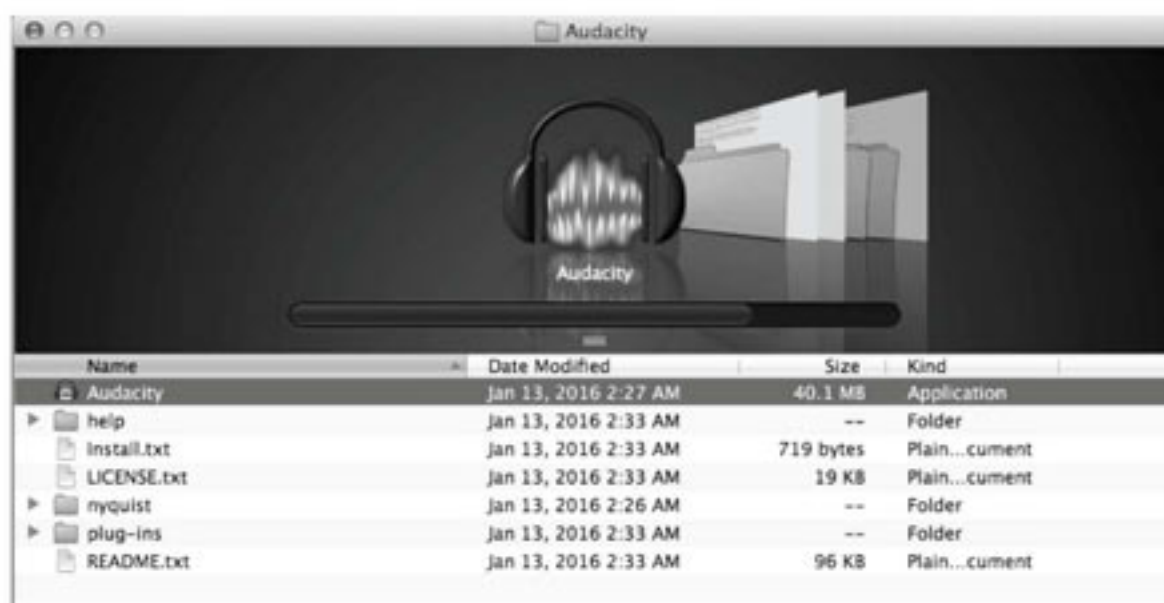 Audacity
Audacity
Name Date Modified Size Kind
Audacity Jan 13, 2016 2:27 AM 40.1 MB Application
help Jan 13, 2016 2:33 AM -- Folder
Install.txt Jan 13, 2016 2:33 AM 719 bytes Plain...cument
LICENSE.txt Jan 13, 2016 2:33 AM 19 KB Plain...cument
nyquist Jan 13, 2016 2:26 AM -- Folder
plug-ins Jan 13, 2016 2:33 AM -- Folder
README.txt Jan 13, 2016 2:33 AM 96 KB Plain...cument